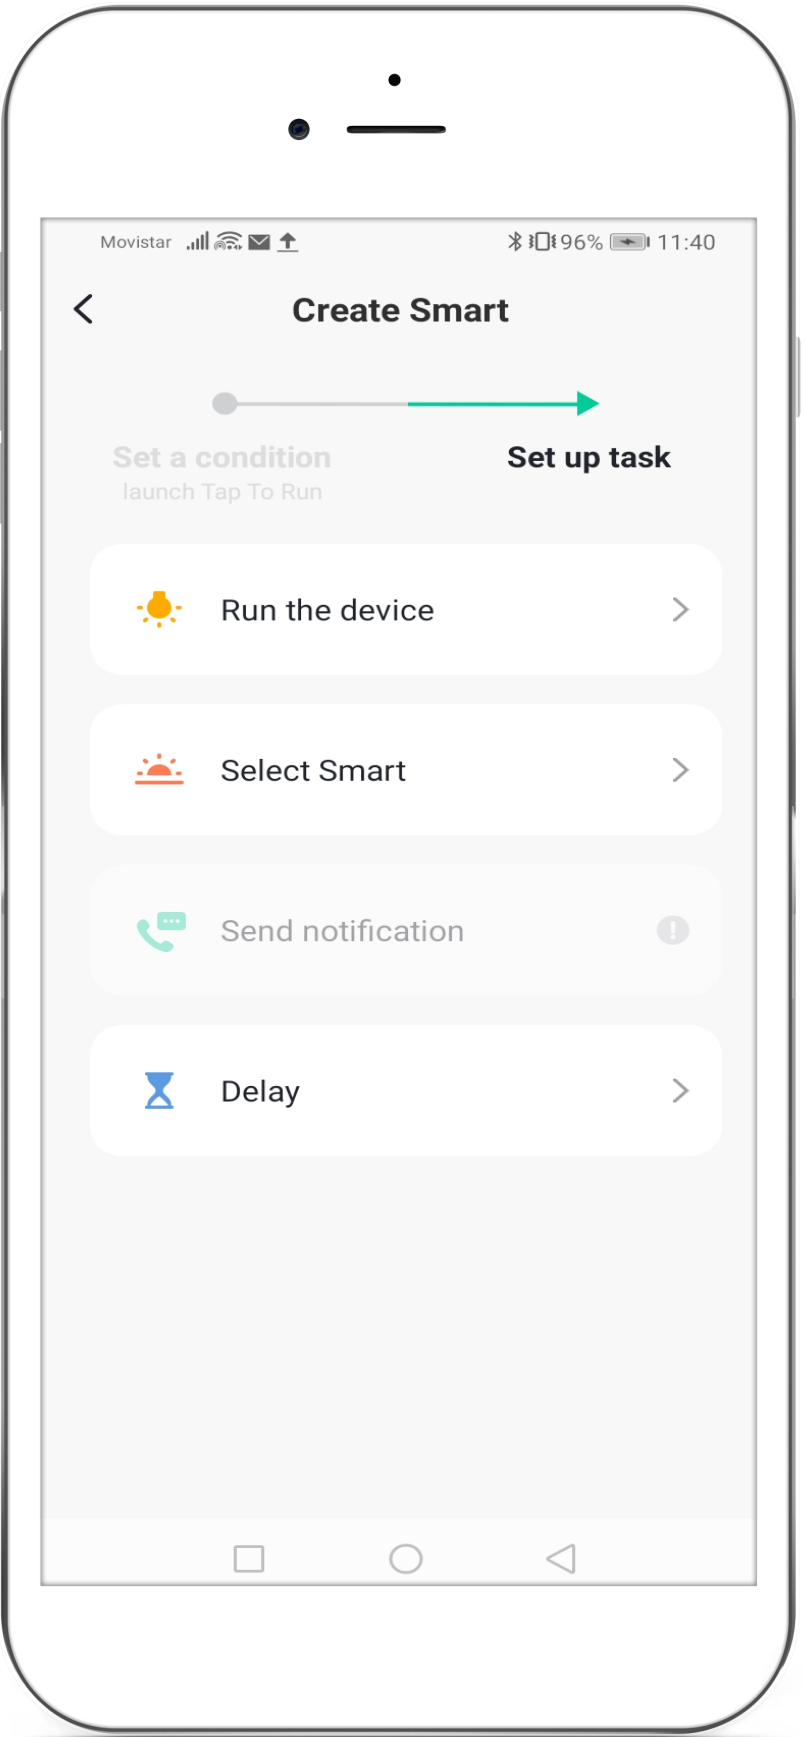 Movistar 96% 11:40
Create Smart
Set a condition
launch Tap To Run
Set up task
Run the device
Select Smart
Send notification
Delay